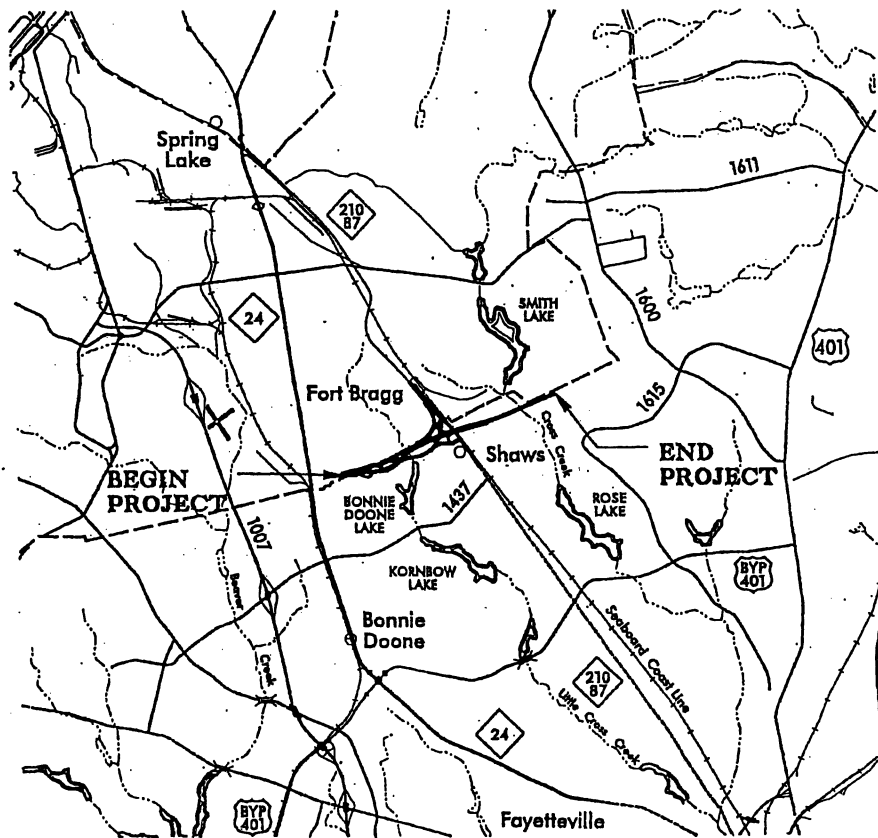 Spring
Lake
1611
210
87
SMITH
LAKE
1600
24
401
Fort Bragg
1615
Cross
Creek
Shaws
END
PROJECT
BEGIN
PROJECT
BONNIE
DOONE
LAKE
1437
ROSE
LAKE
1007
KORNBOW
LAKE
BYP
401
Beaver
Creek
Bonnie
Doone
Seaboard Coast Line
210
87
Little Cross Creek
24
BYP
401
Fayetteville